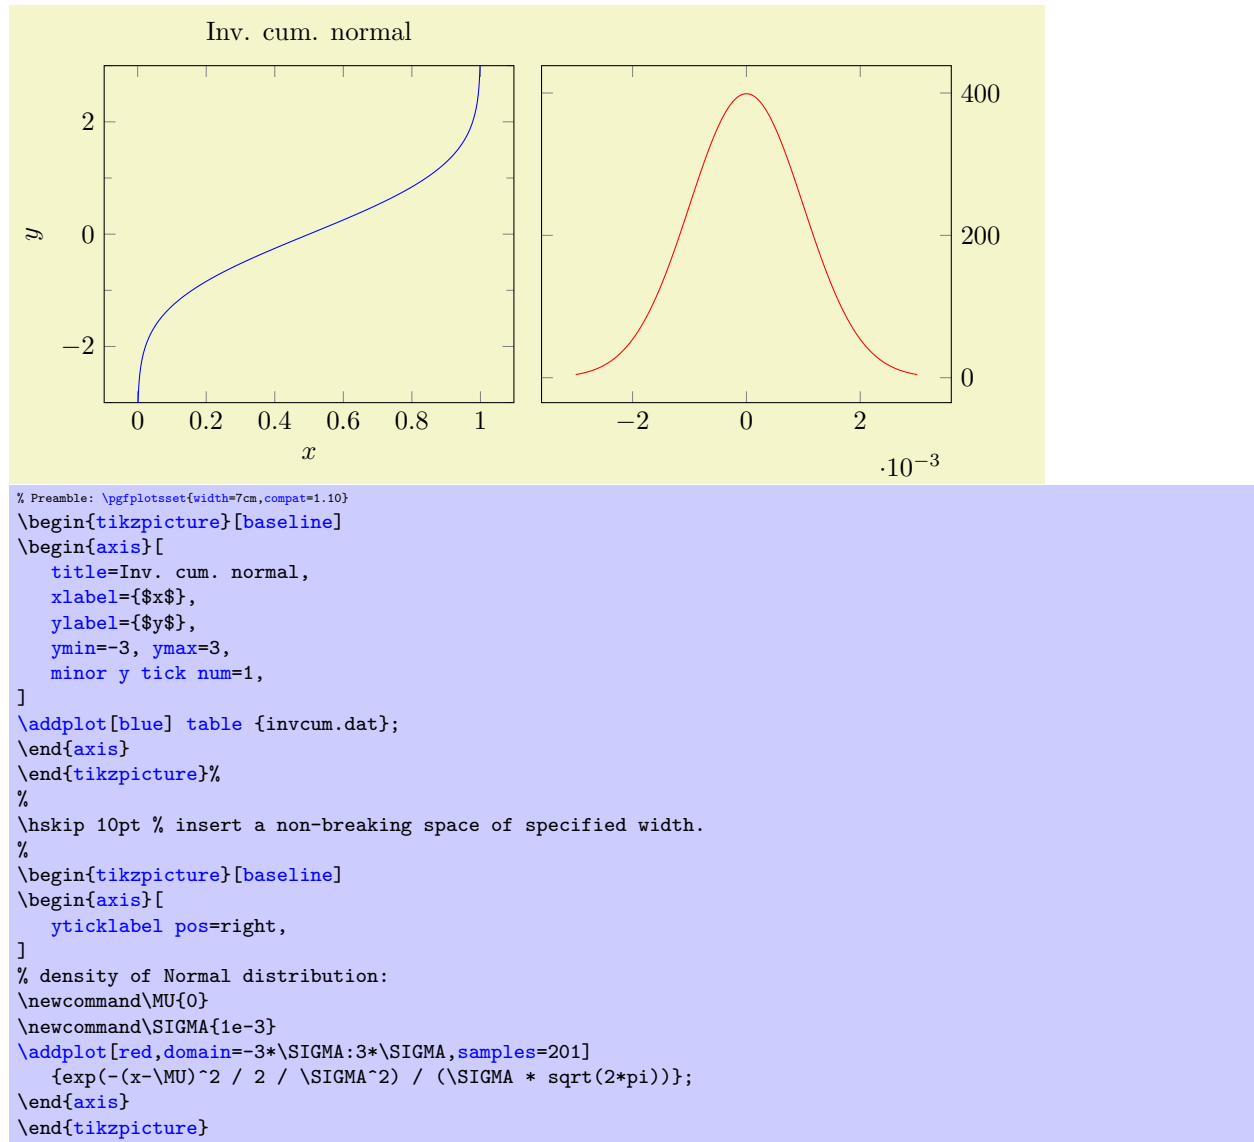 Inv. cum. normal
2
0
−2
y
0 0.2 0.4 0.6 0.8 1
x
400
200
0
−2 0 2
·10−3
% Preamble: \pgfplotsset{width=7cm,compat=1.10}
\begin{tikzpicture}[baseline]
\begin{axis}[
   title=Inv. cum. normal,
   xlabel={$x$},
   ylabel={$y$},
   ymin=-3, ymax=3,
   minor y tick num=1,
]
\addplot[blue] table {invcum.dat};
\end{axis}
\end{tikzpicture}%
%
\hskip 10pt % insert a non-breaking space of specified width.
%
\begin{tikzpicture}[baseline]
\begin{axis}[
   yticklabel pos=right,
]
% density of Normal distribution:
\newcommand\MU{0}
\newcommand\SIGMA{1e-3}
\addplot[red,domain=-3*\SIGMA:3*\SIGMA,samples=201]
   {exp(-(x-\MU)^2 / 2 / \SIGMA^2) / (\SIGMA * sqrt(2*pi))};
\end{axis}
\end{tikzpicture}